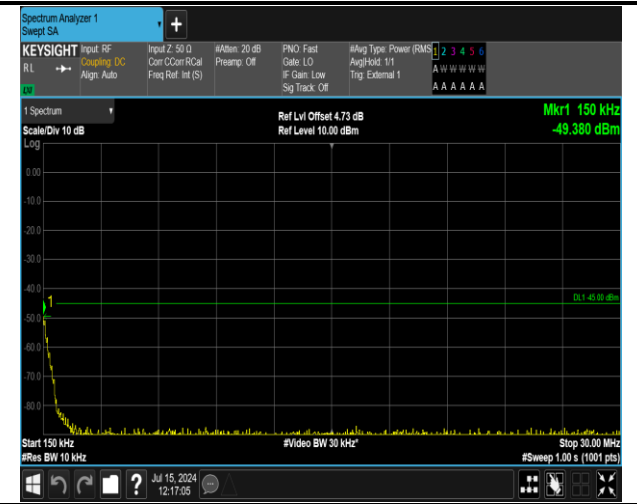 Spectrum Analyzer 1
Swept SA
+
KEYSIGHT
RL
LXI
Input: RF
Coupling: DC
Align: Auto
Input Z: 50 Ω
Corr CCorr RCal
Freq Ref: Int (S)
#Atten: 20 dB
Preamp: Off
PNO: Fast
Gate: LO
IF Gain: Low
Sig Track: Off
#Avg Type: Power (RMS
Avg|Hold: 1/1
Trig: External 1
1 2 3 4 5 6
A W W W W W
A A A A A A
1 Spectrum
Scale/Div 10 dB
Log
Ref Lvl Offset 4.73 dB
Ref Level 10.00 dBm
Mkr1 150 kHz
-49.380 dBm
0.00
-10.0
-20.0
-30.0
-40.0
1
DL1 -45.00 dBm
-50.0
-60.0
-70.0
-80.0
Start 150 kHz
#Res BW 10 kHz
#Video BW 30 kHz*
Stop 30.00 MHz
#Sweep 1.00 s (1001 pts)
?
Jul 15, 2024
12:17:05